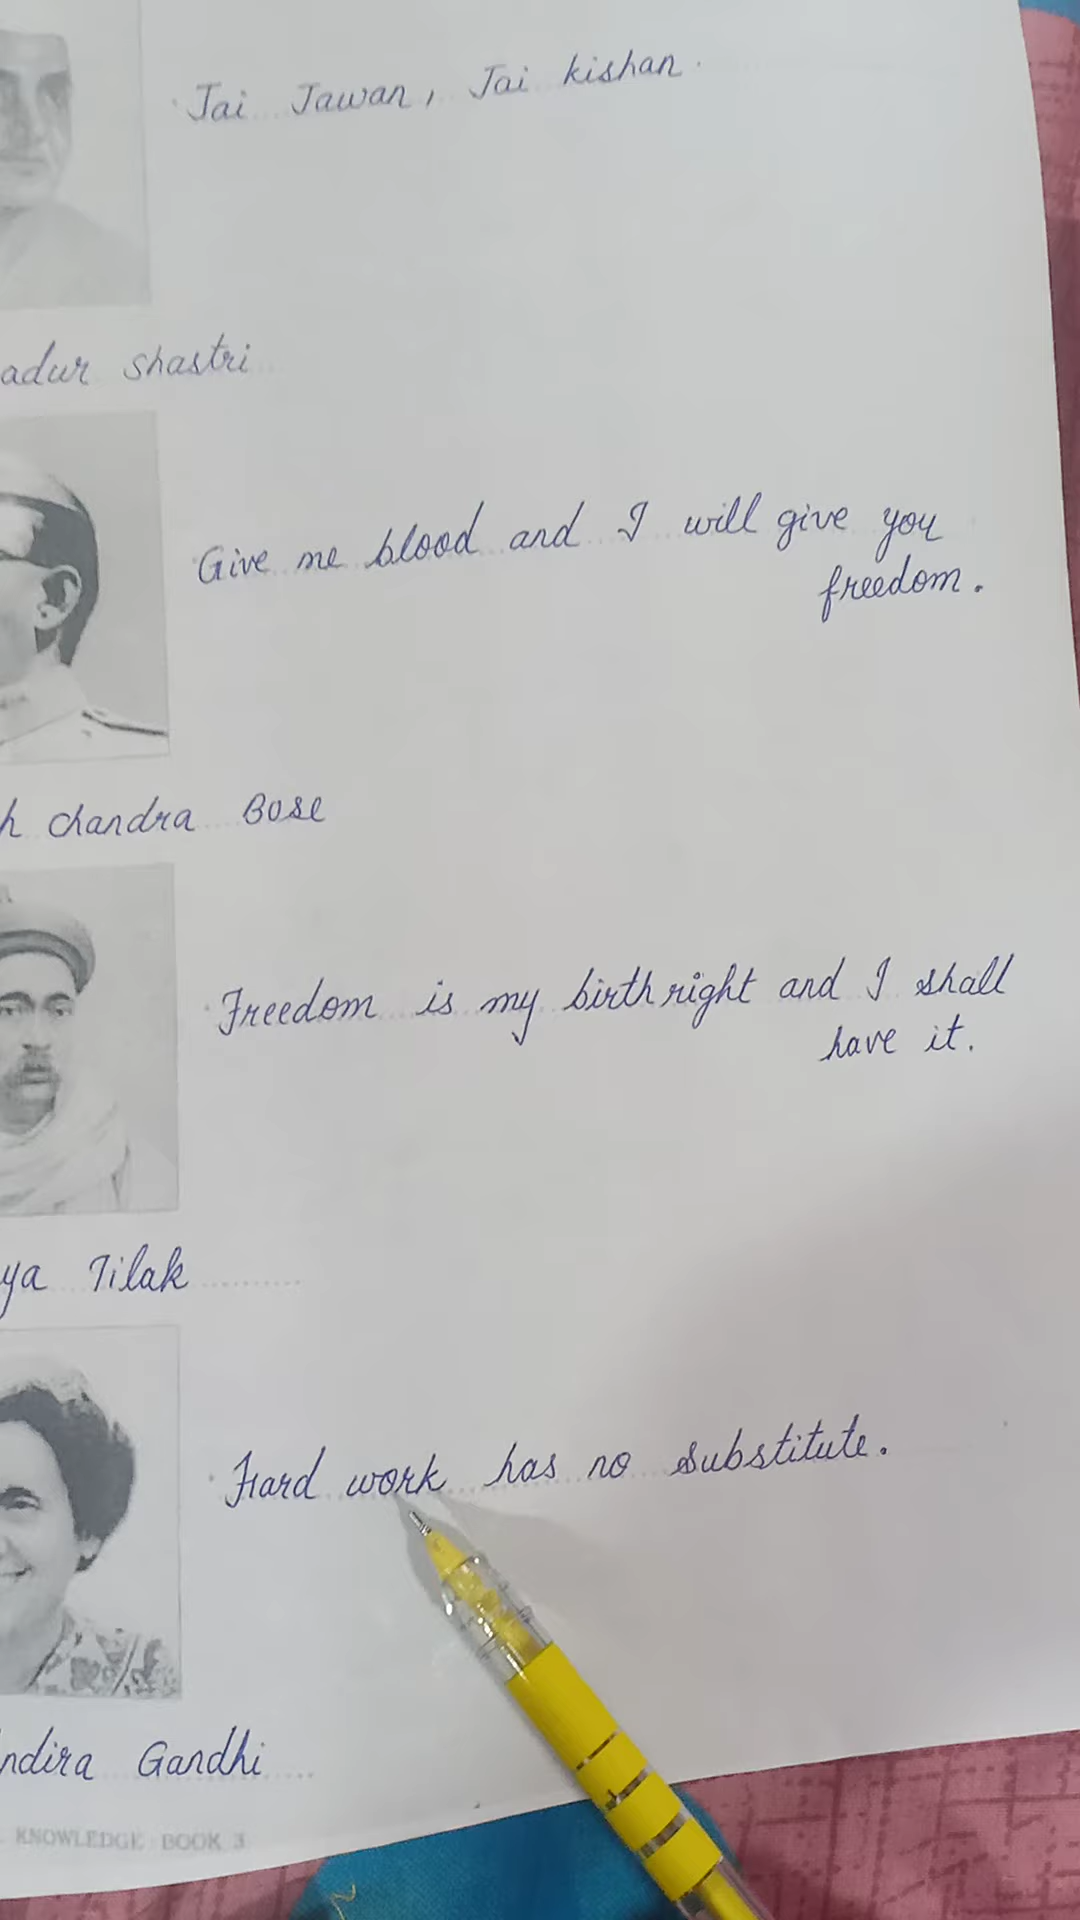 Jai Jawan, Jai kishan.
adur shastri
Give me blood and I will give you
freedom.
h chandra Bose
Freedom is my birthright and I shall
have it.
ya Tilak
Hard work has no substitute.
ndira Gandhi
KNOWLEDGE BOOK 3